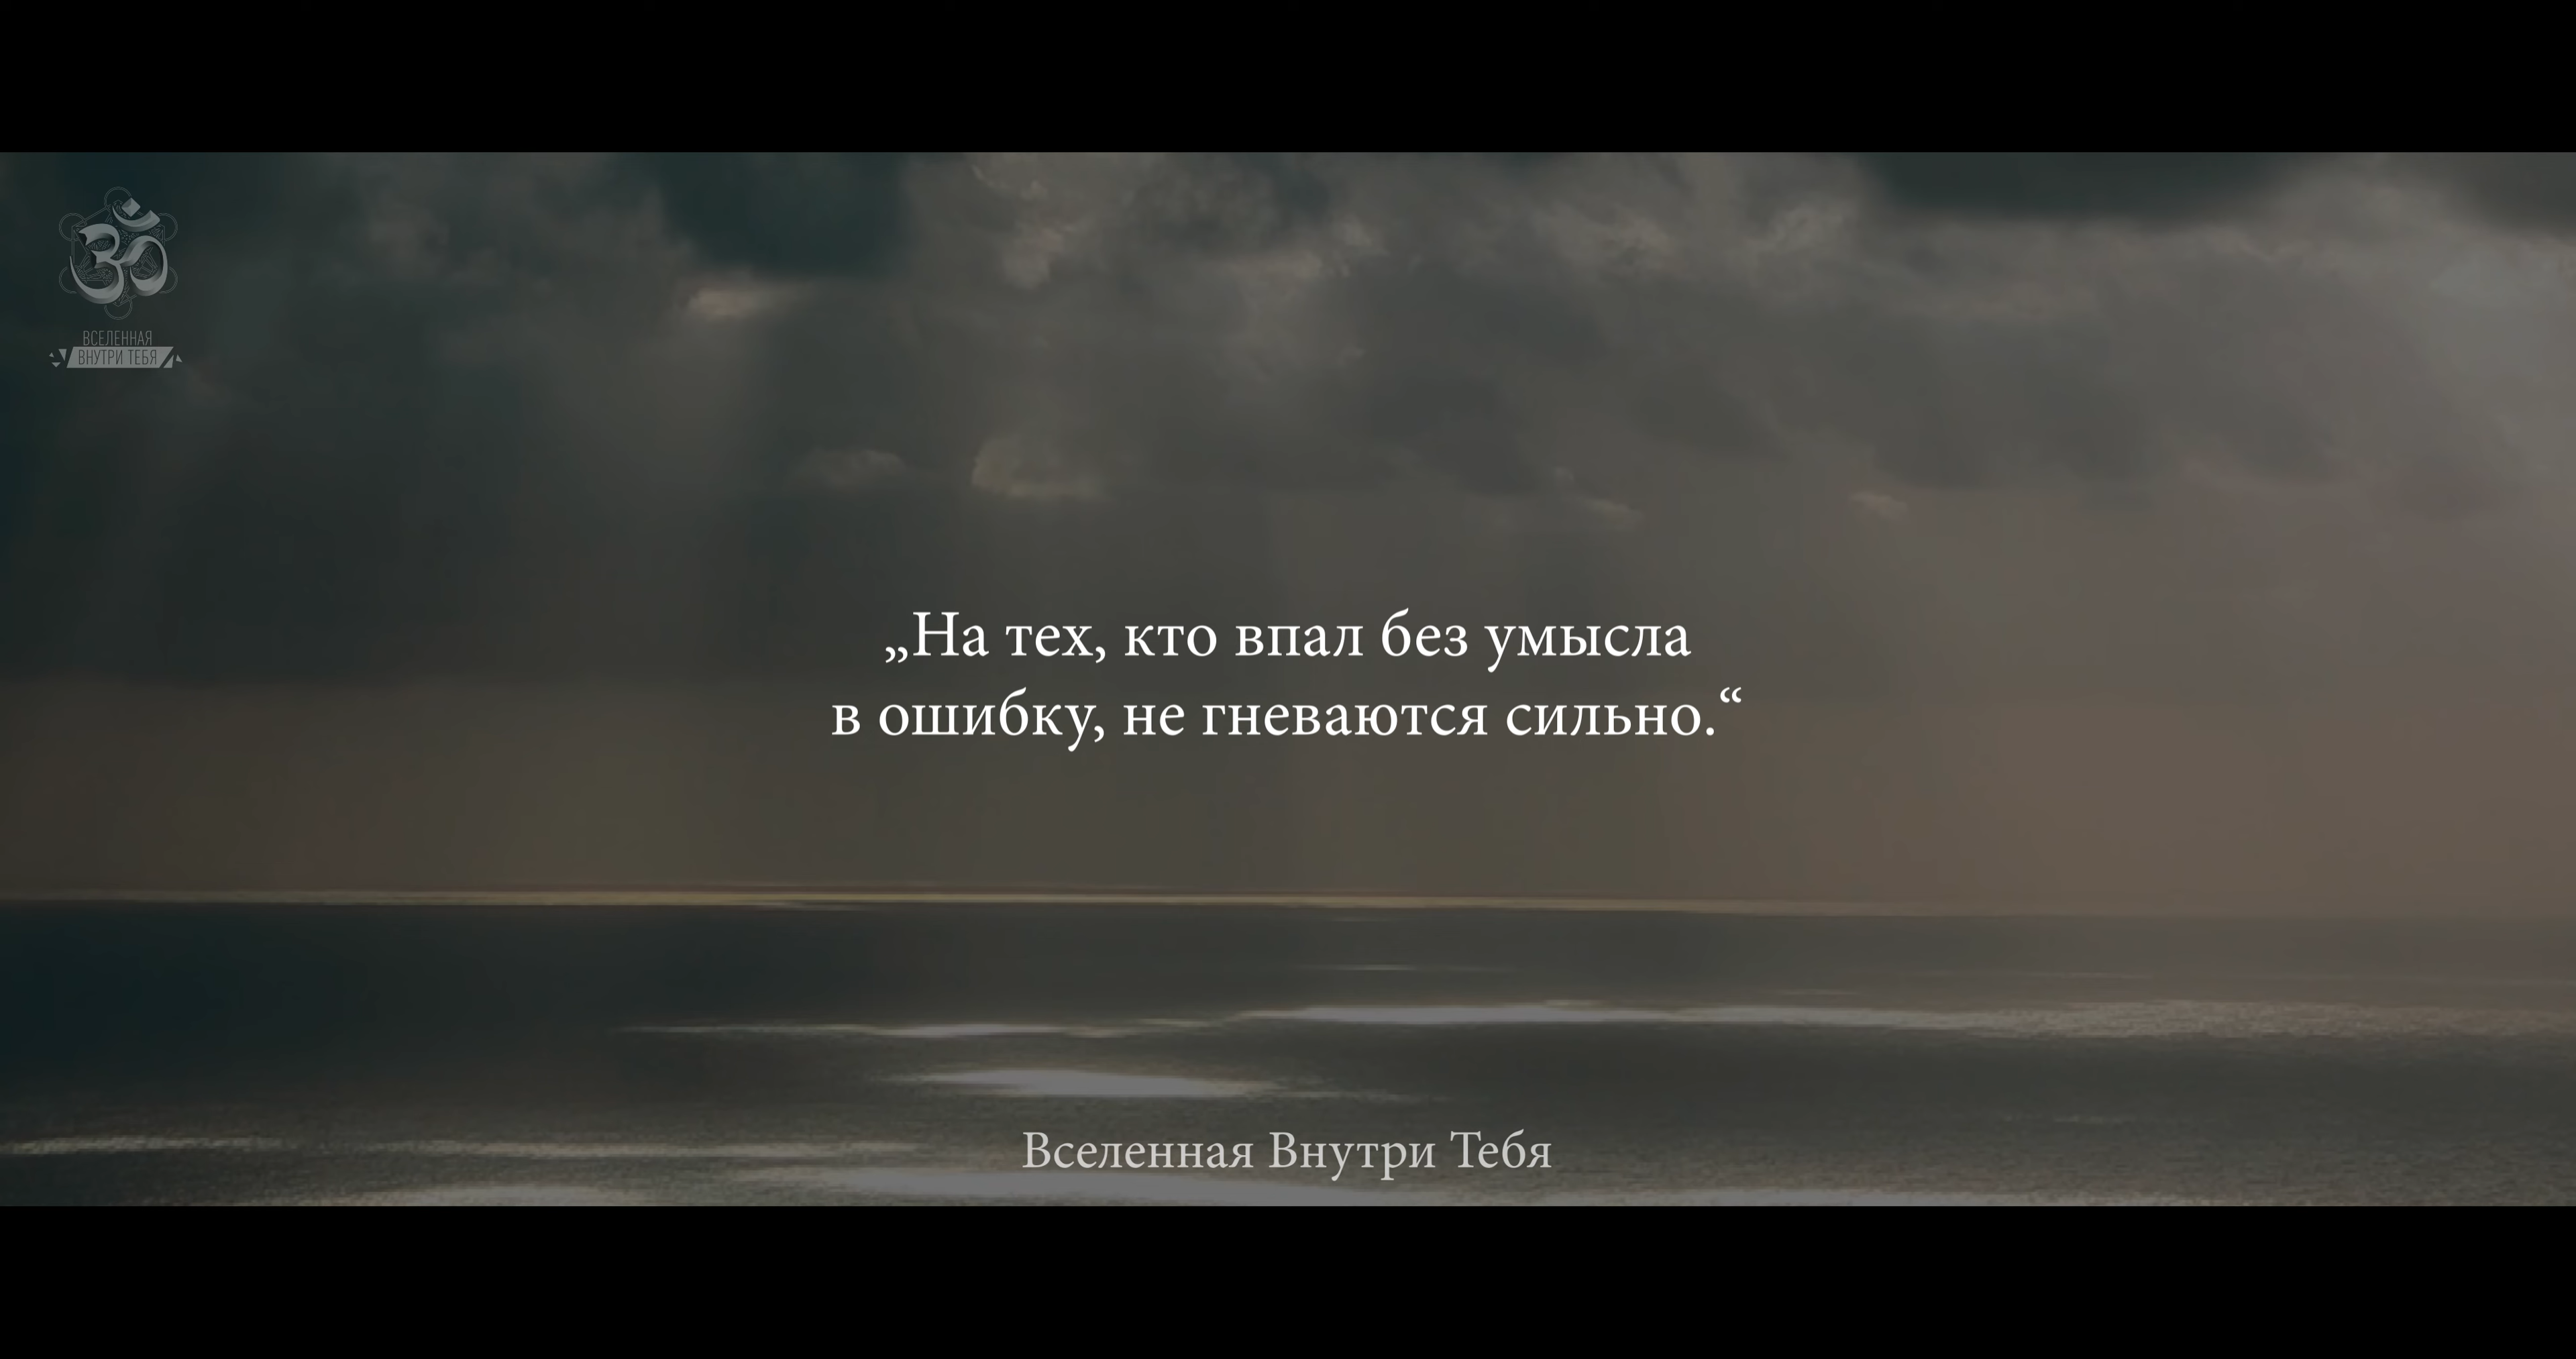 ВСЕЛЕННАЯ
ВНУТРИ ТЕБЯ
„На тех, кто впал без умысла
в ошибку, не гневаются сильно.“
Вселенная Внутри Тебя